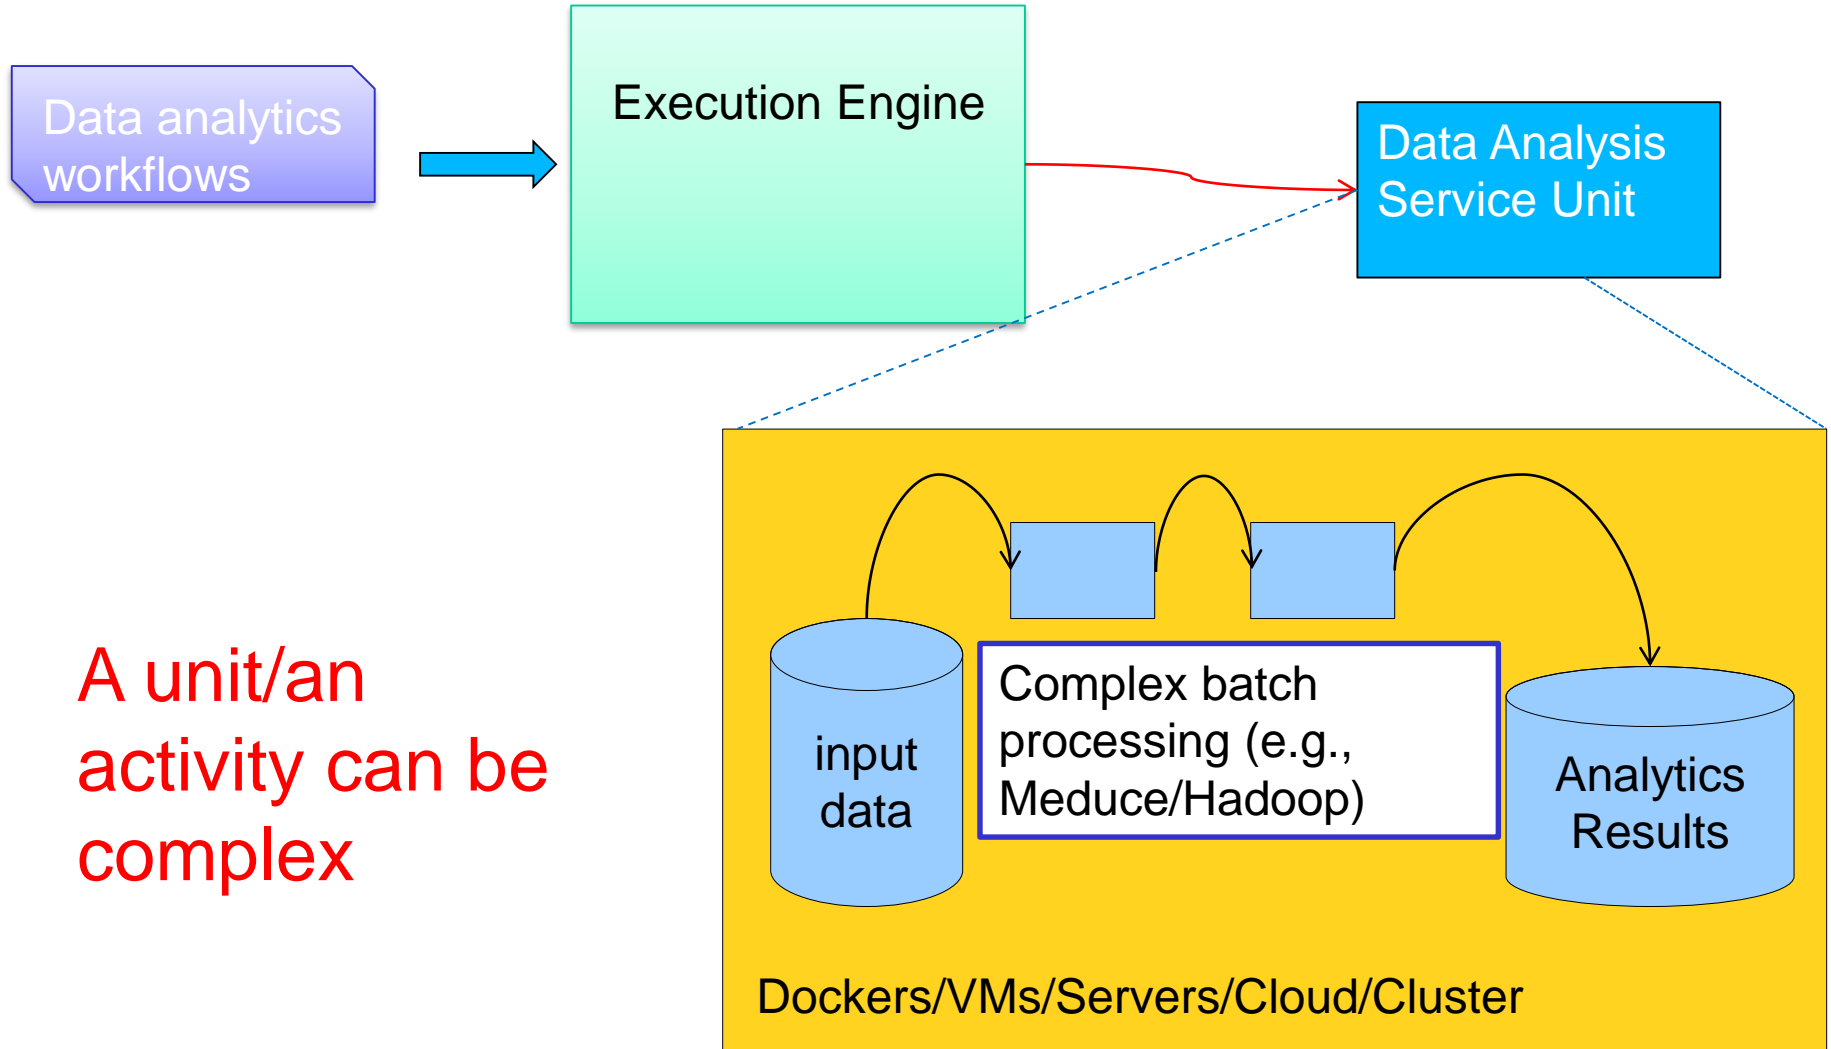 Data analytics
workflows
Execution Engine
Data Analysis
Service Unit
A unit/an
activity can be
complex
input
data
Complex batch
processing (e.g.,
Meduce/Hadoop)
Analytics
Results
Dockers/VMs/Servers/Cloud/Cluster